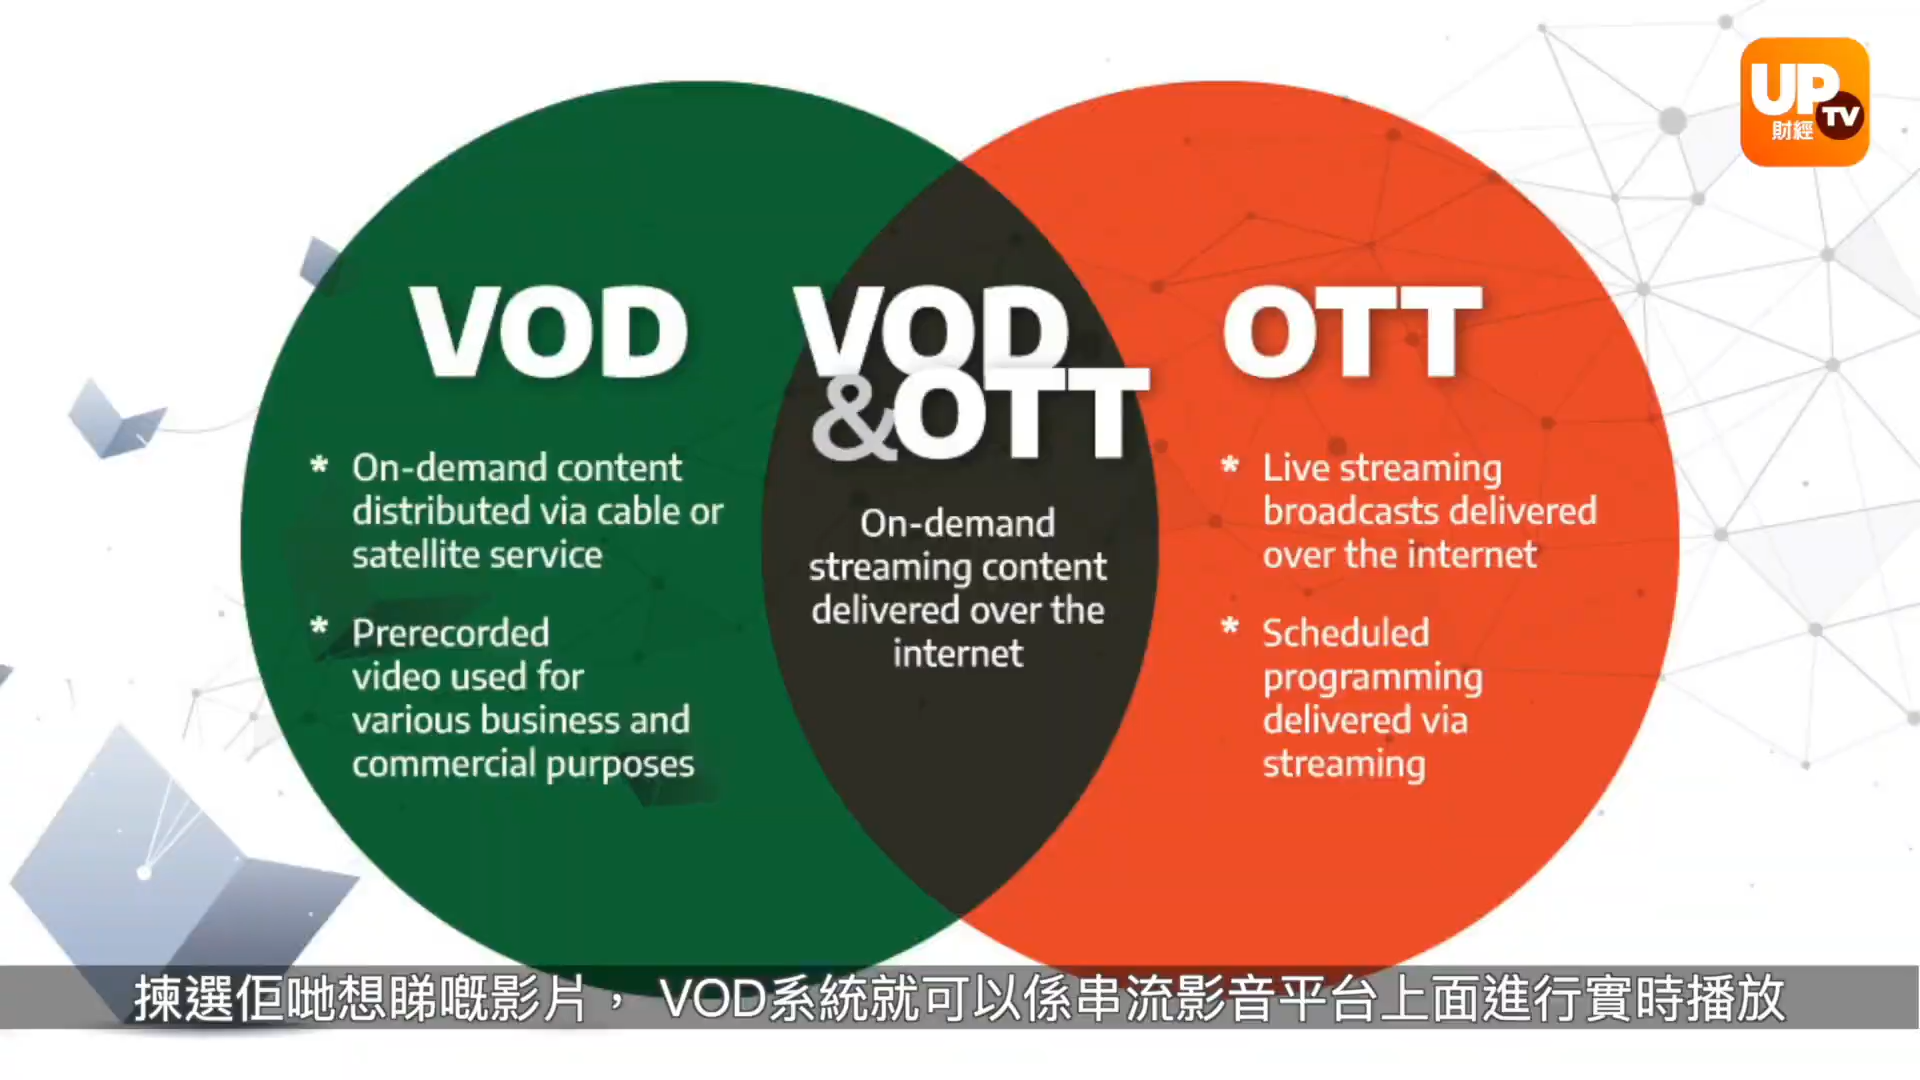 UP
TV
財經
VOD
* On-demand content
distributed via cable or
satellite service
* Prerecorded
video used for
various business and
commercial purposes
VOD
&OTT
On-demand
streaming content
delivered over the
internet
OTT
* Live streaming
broadcasts delivered
over the internet
* Scheduled
programming
delivered via
streaming
揀選佢哋想睇嘅影片， VOD系統就可以係串流影音平台上面進行實時播放